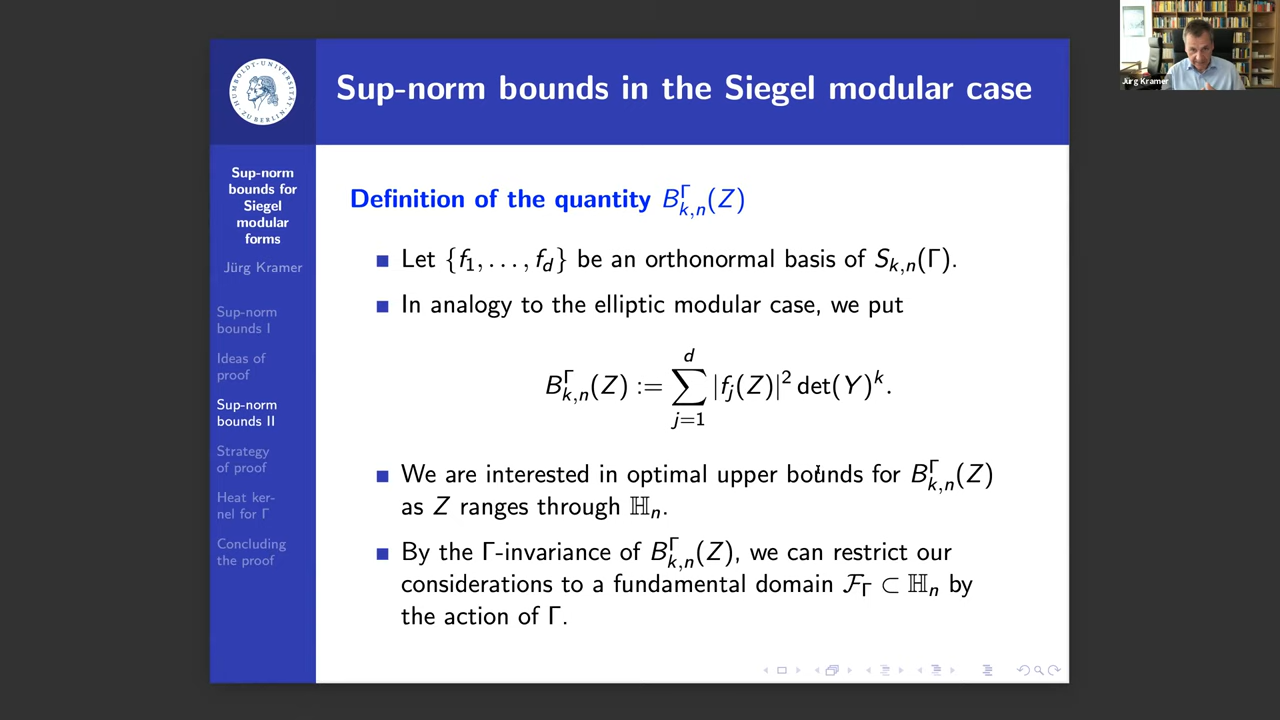 Sup-norm bounds in the Siegel modular case
HUMBOLDT-UNIVERSITÄT
ZU BERLIN
Jürg Kramer
Sup-norm
bounds for
Siegel
modular
forms
Jürg Kramer
Sup-norm
bounds I
Ideas of
proof
Sup-norm
bounds II
Strategy
of proof
Heat ker-
nel for Γ
Concluding
the proof
Definition of the quantity B^Γ_{k,n}(Z)
Let {f_1, . . . , f_d} be an orthonormal basis of S_{k,n}(Γ).
In analogy to the elliptic modular case, we put
B^Γ_{k,n}(Z) := ∑_{j=1}^{d} |f_j(Z)|^2 det(Y)^k.
We are interested in optimal upper bounds for B^Γ_{k,n}(Z)
as Z ranges through ℍ_n.
By the Γ-invariance of B^Γ_{k,n}(Z), we can restrict our
considerations to a fundamental domain ℱ_Γ ⊂ ℍ_n by
the action of Γ.